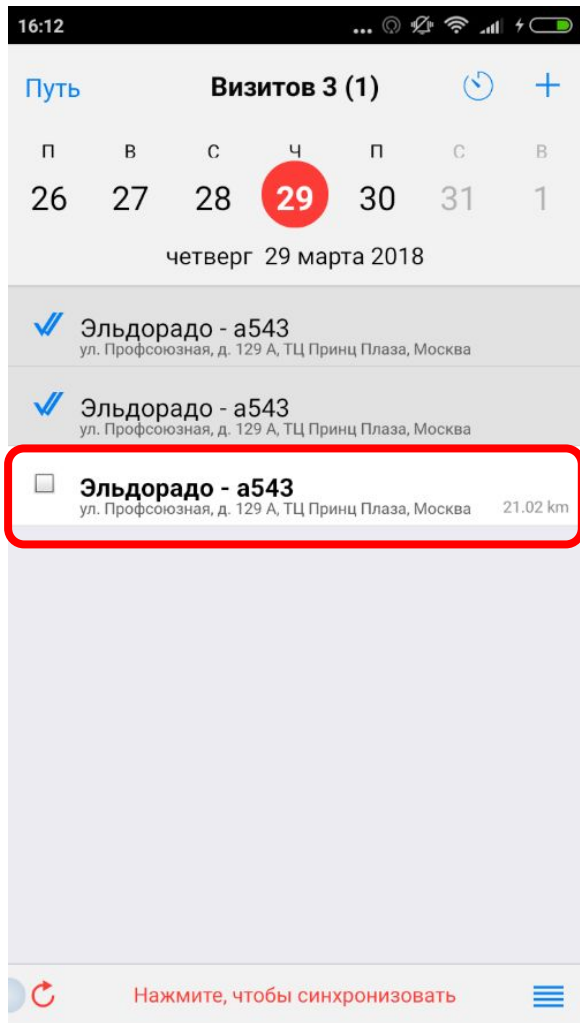 16:12
Путь Визитов 3 (1)
П В С Ч П С В
26 27 28 29 30 31 1
четверг 29 марта 2018
Эльдорадо - а543
ул. Профсоюзная, д. 129 А, ТЦ Принц Плаза, Москва
Эльдорадо - а543
ул. Профсоюзная, д. 129 А, ТЦ Принц Плаза, Москва
Эльдорадо - а543
ул. Профсоюзная, д. 129 А, ТЦ Принц Плаза, Москва 21.02 km
Нажмите, чтобы синхронизовать